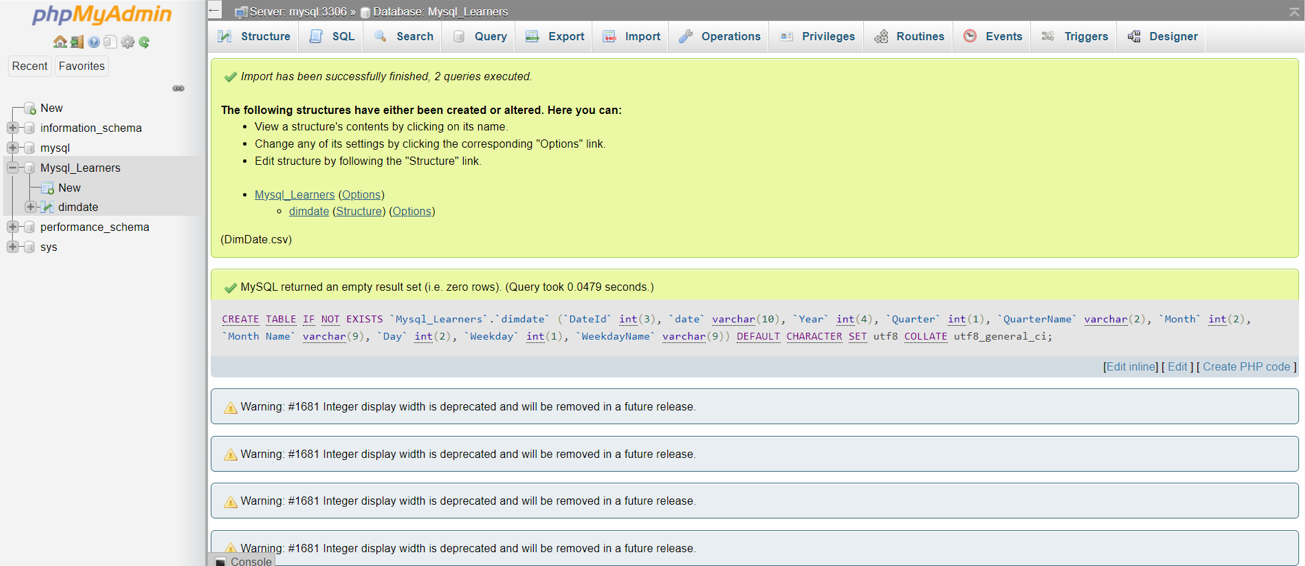 phpMyAdmin
Recent Favorites
New
information_schema
mysql
Mysql_Learners
New
dimdate
performance_schema
sys
Server: mysql:3306 » Database: Mysql_Learners
Structure SQL Search Query Export Import Operations Privileges Routines Events Triggers Designer
Import has been successfully finished, 2 queries executed.
The following structures have either been created or altered. Here you can:
• View a structure's contents by clicking on its name.
• Change any of its settings by clicking the corresponding "Options" link.
• Edit structure by following the "Structure" link.
• Mysql_Learners (Options)
◦ dimdate (Structure) (Options)
(DimDate.csv)
MySQL returned an empty result set (i.e. zero rows). (Query took 0.0479 seconds.)
CREATE TABLE IF NOT EXISTS `Mysql_Learners`.`dimdate` (`DateId` int(3), `date` varchar(10), `Year` int(4), `Quarter` int(1), `QuarterName` varchar(2), `Month` int(2),
`Month Name` varchar(9), `Day` int(2), `Weekday` int(1), `WeekdayName` varchar(9)) DEFAULT CHARACTER SET utf8 COLLATE utf8_general_ci;
[Edit inline] [ Edit ] [ Create PHP code ]
Warning: #1681 Integer display width is deprecated and will be removed in a future release.
Warning: #1681 Integer display width is deprecated and will be removed in a future release.
Warning: #1681 Integer display width is deprecated and will be removed in a future release.
Warning: #1681 Integer display width is deprecated and will be removed in a future release.
Console